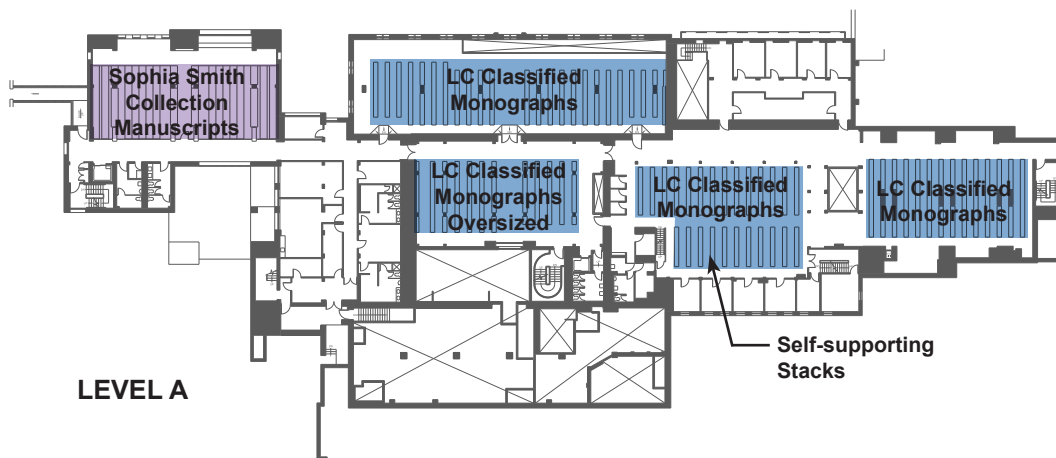 Sophia Smith
Collection
Manuscripts
LC Classified
Monographs
LC Classified
Monographs
Oversized
LC Classified
Monographs
LC Classified
Monographs
Self-supporting
Stacks
LEVEL A